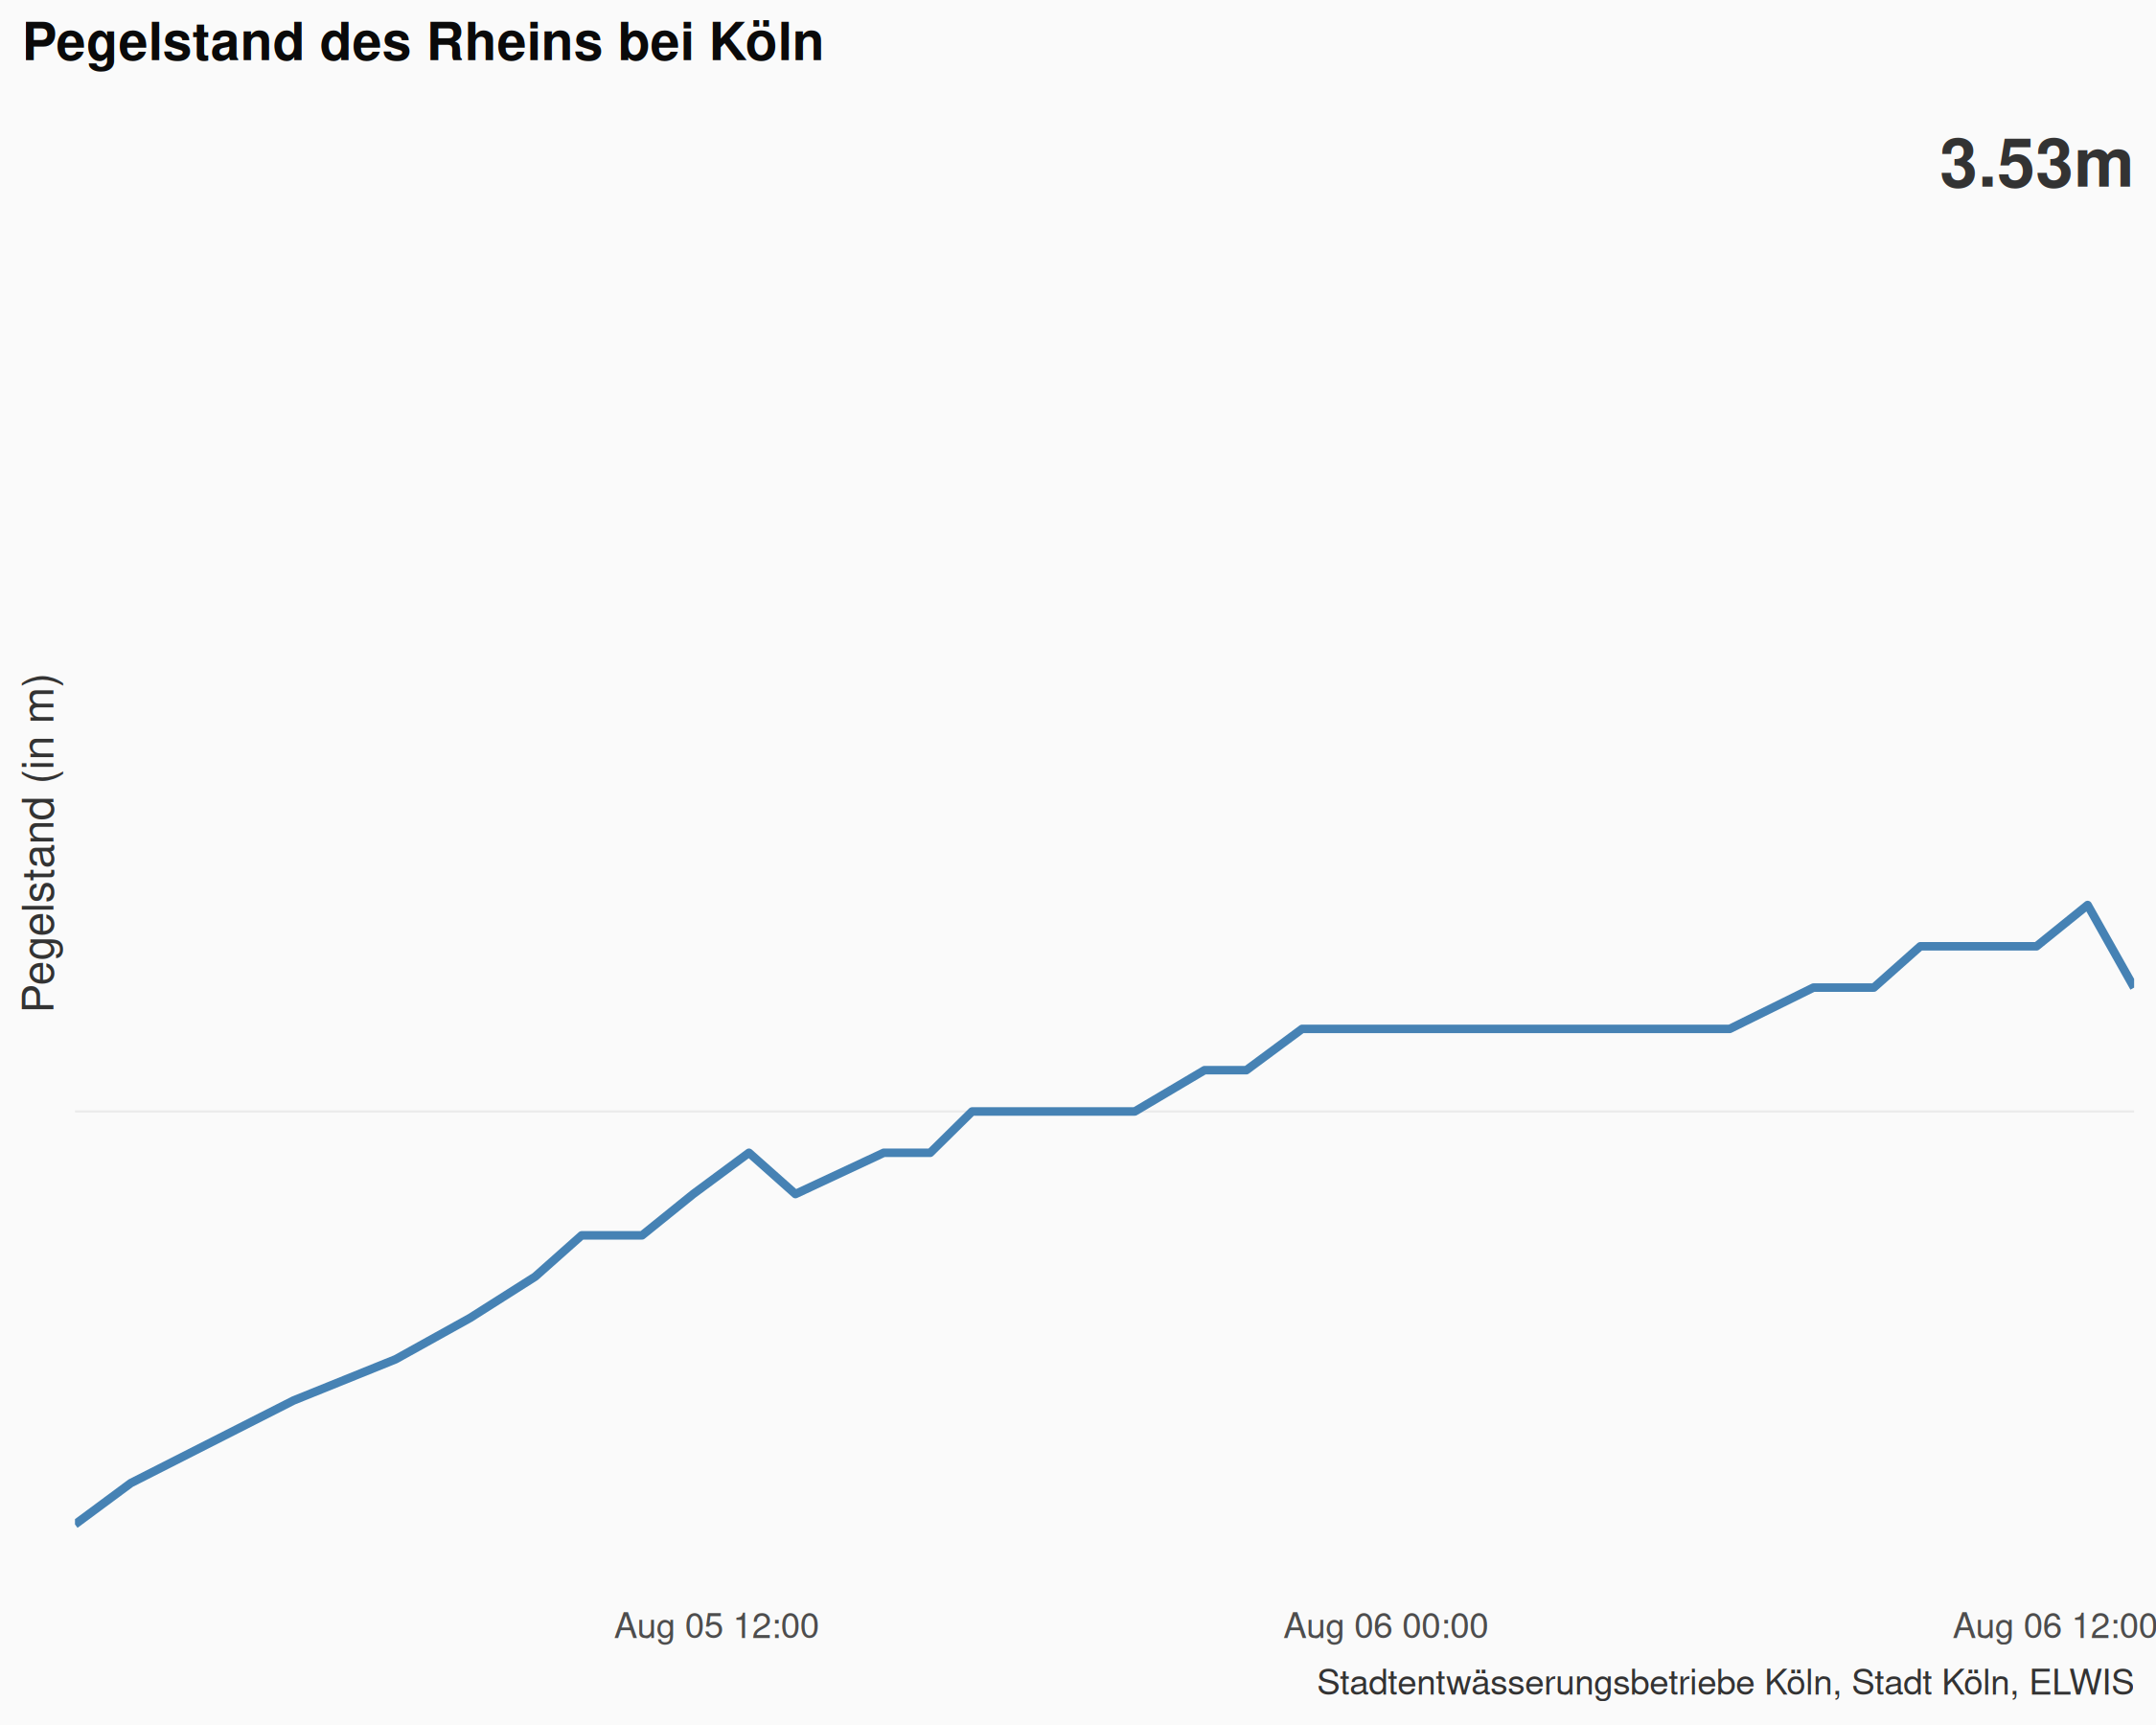 Pegelstand des Rheins bei Köln
3.53m
Pegelstand (in m)
Aug 05 12:00
Aug 06 00:00
Aug 06 12:00
Stadtentwässerungsbetriebe Köln, Stadt Köln, ELWIS